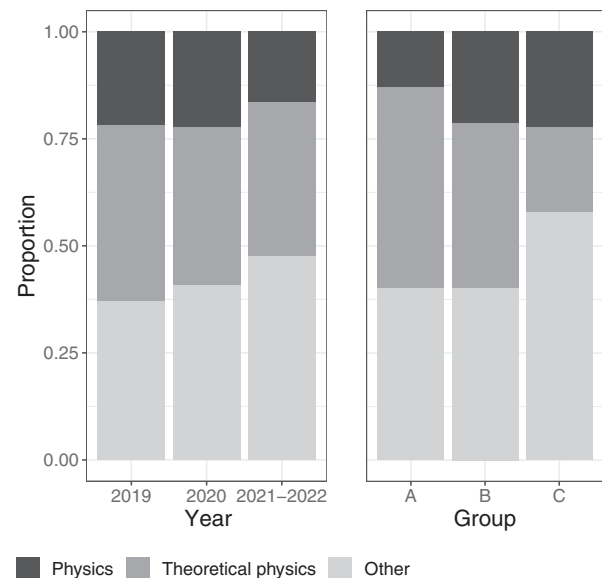 Proportion
1.00
0.75
0.50
0.25
0.00
2019 2020 2021–2022
Year
A B C
Group
Physics Theoretical physics Other